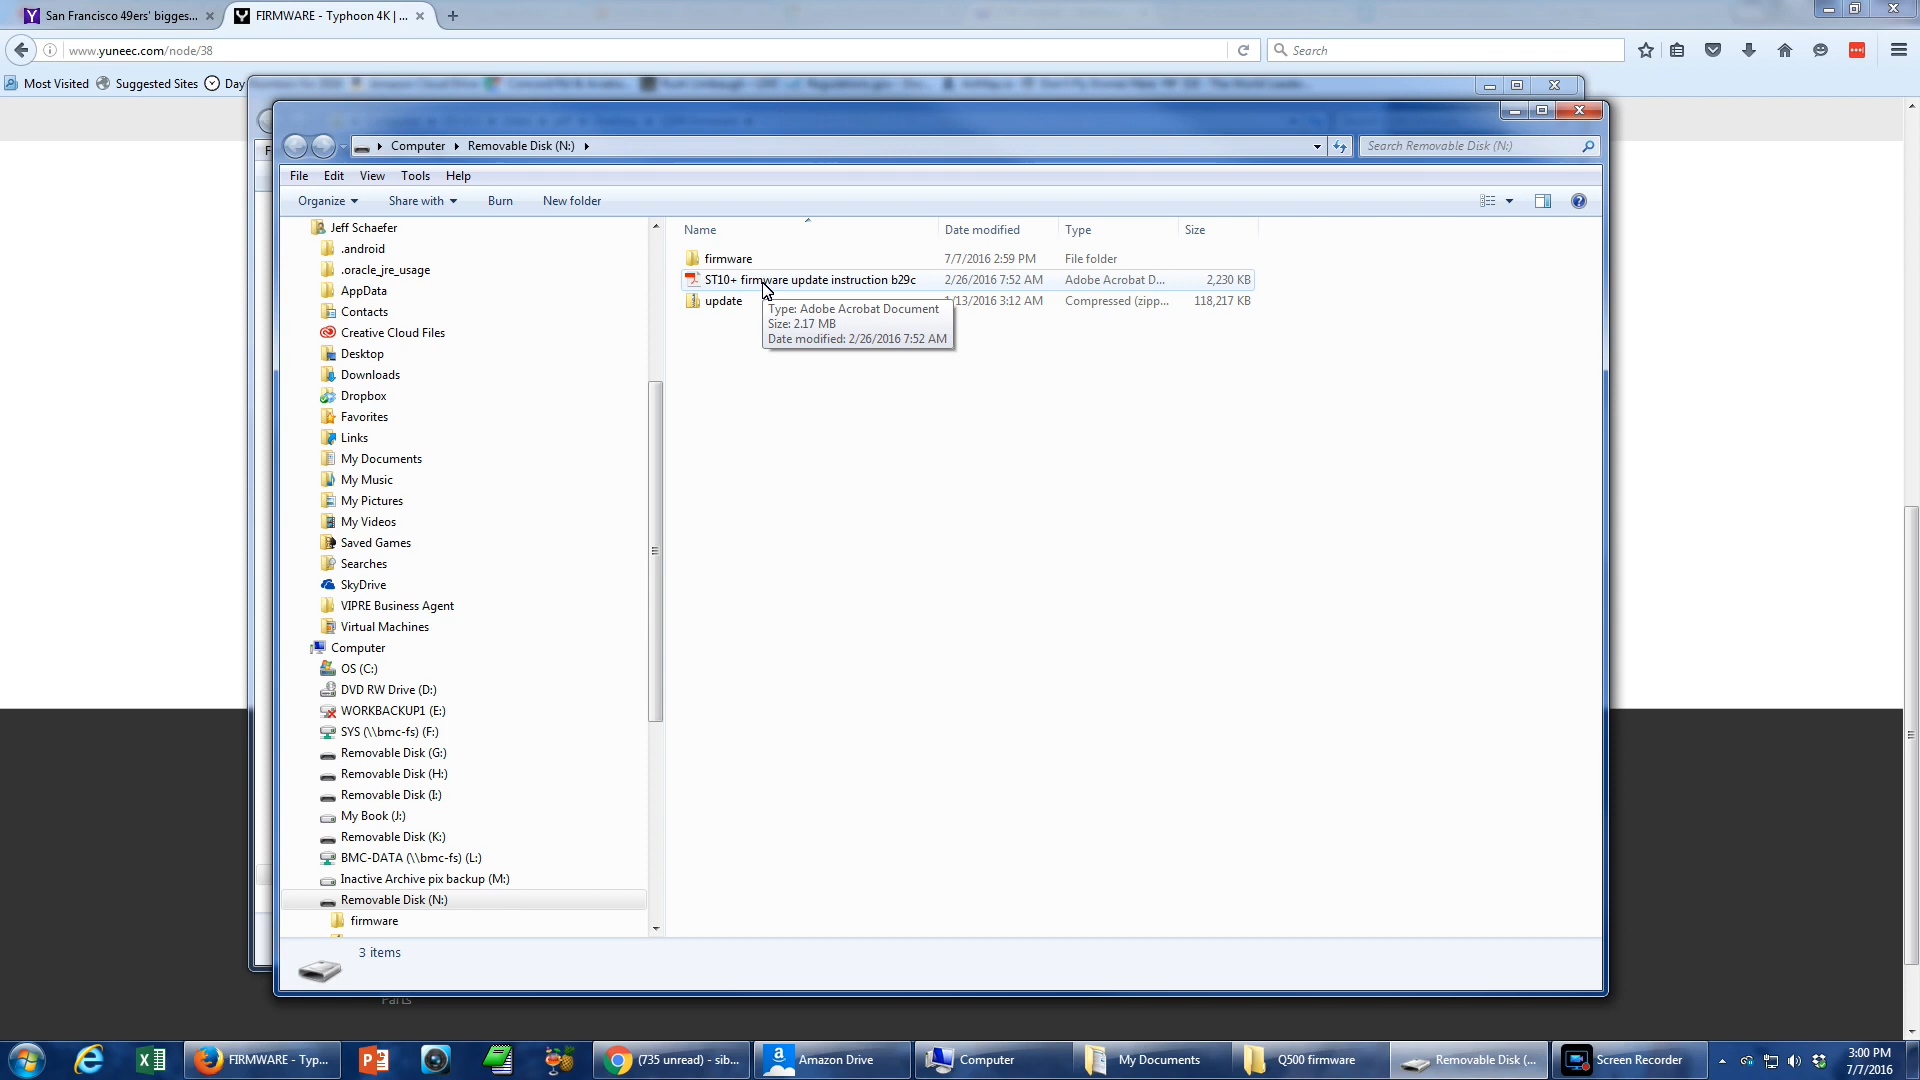 San Francisco 49ers' bigges...
FIRMWARE - Typhoon 4K | ...
www.yuneec.com/node/38
Search
Most Visited
Suggested Sites
Day
Computer
Removable Disk (N:)
Search Removable Disk (N:)
File Edit View Tools Help
Organize Share with Burn New folder
Name Date modified Type Size
firmware 7/7/2016 2:59 PM File folder
ST10+ firmware update instruction b29c 2/26/2016 7:52 AM Adobe Acrobat D... 2,230 KB
update /13/2016 3:12 AM Compressed (zipp... 118,217 KB
Type: Adobe Acrobat Document
Size: 2.17 MB
Date modified: 2/26/2016 7:52 AM
Jeff Schaefer
.android
.oracle_jre_usage
AppData
Contacts
Creative Cloud Files
Desktop
Downloads
Dropbox
Favorites
Links
My Documents
My Music
My Pictures
My Videos
Saved Games
Searches
SkyDrive
VIPRE Business Agent
Virtual Machines
Computer
OS (C:)
DVD RW Drive (D:)
WORKBACKUP1 (E:)
SYS (\\bmc-fs) (F:)
Removable Disk (G:)
Removable Disk (H:)
Removable Disk (I:)
My Book (J:)
Removable Disk (K:)
BMC-DATA (\\bmc-fs) (L:)
Inactive Archive pix backup (M:)
Removable Disk (N:)
firmware
3 items
Parts
FIRMWARE - Typ...
(735 unread) - sib...
Amazon Drive
Computer
My Documents
Q500 firmware
Removable Disk (...
Screen Recorder
3:00 PM
7/7/2016